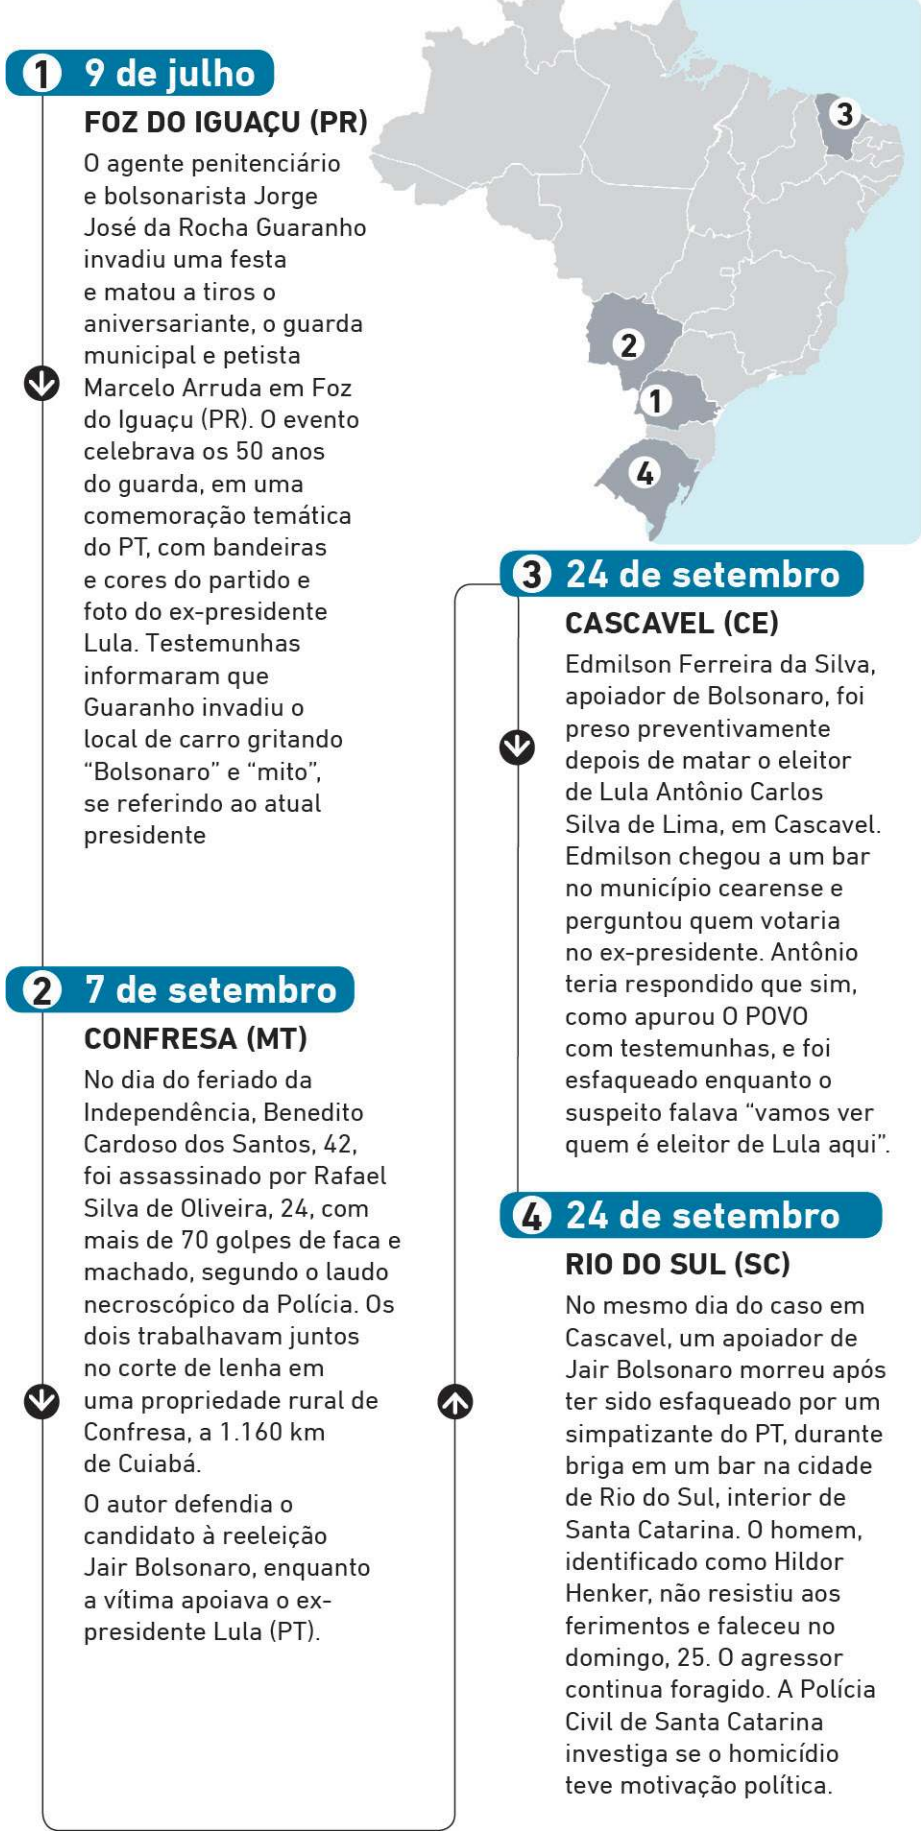 1 9 de julho
FOZ DO IGUAÇU (PR)
O agente penitenciário
e bolsonarista Jorge
José da Rocha Guaranho
invadiu uma festa
e matou a tiros o
aniversariante, o guarda
municipal e petista
Marcelo Arruda em Foz
do Iguaçu (PR). O evento
celebrava os 50 anos
do guarda, em uma
comemoração temática
do PT, com bandeiras
e cores do partido e
foto do ex-presidente
Lula. Testemunhas
informaram que
Guaranho invadiu o
local de carro gritando
“Bolsonaro” e “mito”,
se referindo ao atual
presidente
2 7 de setembro
CONFRESA (MT)
No dia do feriado da
Independência, Benedito
Cardoso dos Santos, 42,
foi assassinado por Rafael
Silva de Oliveira, 24, com
mais de 70 golpes de faca e
machado, segundo o laudo
necroscópico da Polícia. Os
dois trabalhavam juntos
no corte de lenha em
uma propriedade rural de
Confresa, a 1.160 km
de Cuiabá.
O autor defendia o
candidato à reeleição
Jair Bolsonaro, enquanto
a vítima apoiava o ex-
presidente Lula (PT).
3
2
1
4
3 24 de setembro
CASCAVEL (CE)
Edmilson Ferreira da Silva,
apoiador de Bolsonaro, foi
preso preventivamente
depois de matar o eleitor
de Lula Antônio Carlos
Silva de Lima, em Cascavel.
Edmilson chegou a um bar
no município cearense e
perguntou quem votaria
no ex-presidente. Antônio
teria respondido que sim,
como apurou O POVO
com testemunhas, e foi
esfaqueado enquanto o
suspeito falava “vamos ver
quem é eleitor de Lula aqui”.
4 24 de setembro
RIO DO SUL (SC)
No mesmo dia do caso em
Cascavel, um apoiador de
Jair Bolsonaro morreu após
ter sido esfaqueado por um
simpatizante do PT, durante
briga em um bar na cidade
de Rio do Sul, interior de
Santa Catarina. O homem,
identificado como Hildor
Henker, não resistiu aos
ferimentos e faleceu no
domingo, 25. O agressor
continua foragido. A Polícia
Civil de Santa Catarina
investiga se o homicídio
teve motivação política.